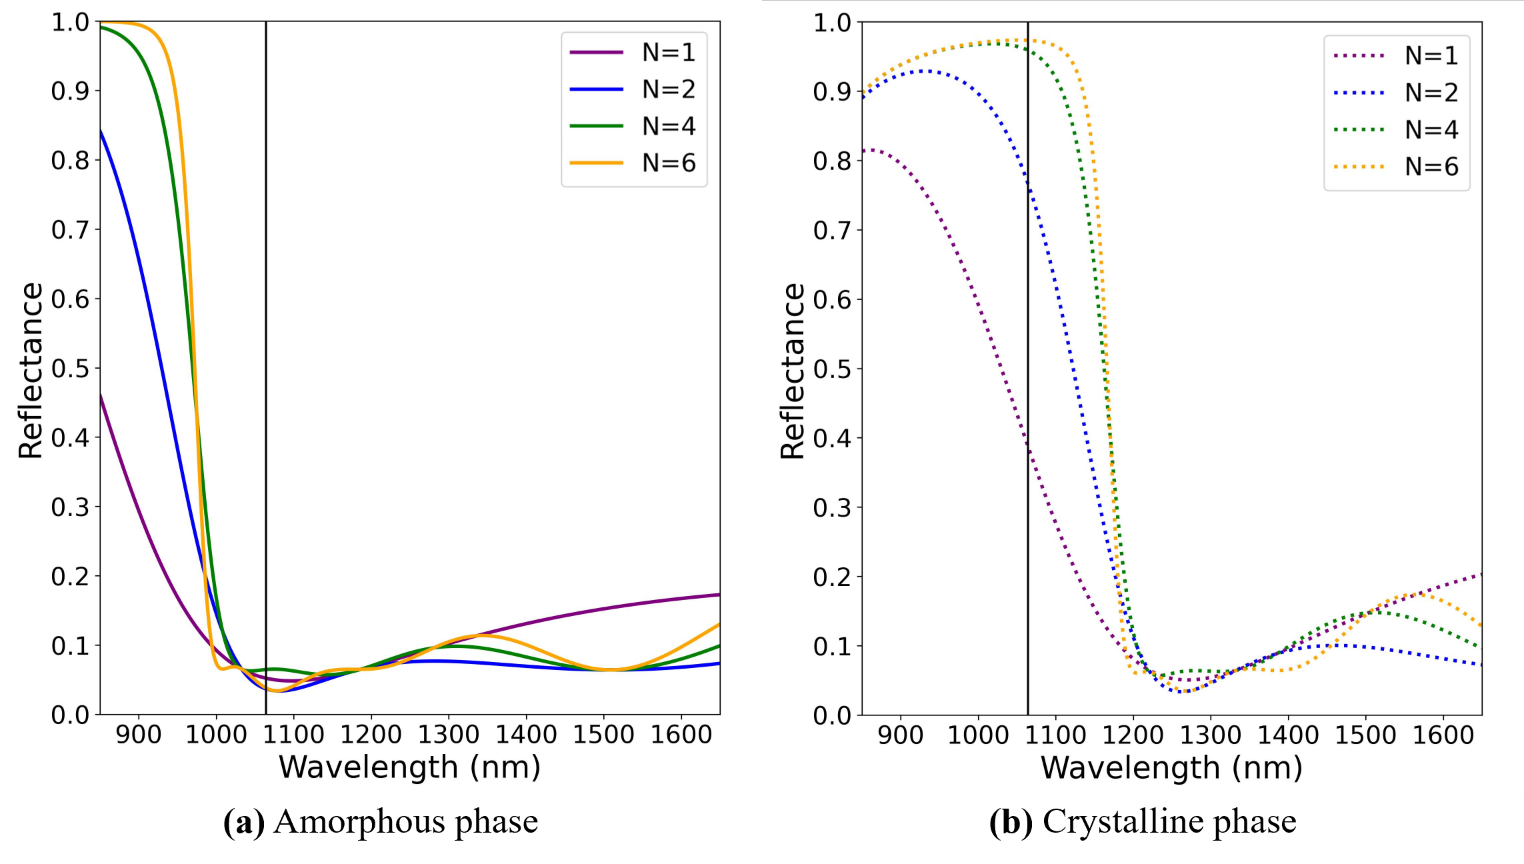 1.0
0.9
0.8
0.7
0.6
0.5
0.4
0.3
0.2
0.1
0.0
Reflectance
N=1
N=2
N=4
N=6
900 1000 1100 1200 1300 1400 1500 1600
Wavelength (nm)
(a) Amorphous phase
1.0
0.9
0.8
0.7
0.6
0.5
0.4
0.3
0.2
0.1
0.0
Reflectance
N=1
N=2
N=4
N=6
900 1000 1100 1200 1300 1400 1500 1600
Wavelength (nm)
(b) Crystalline phase